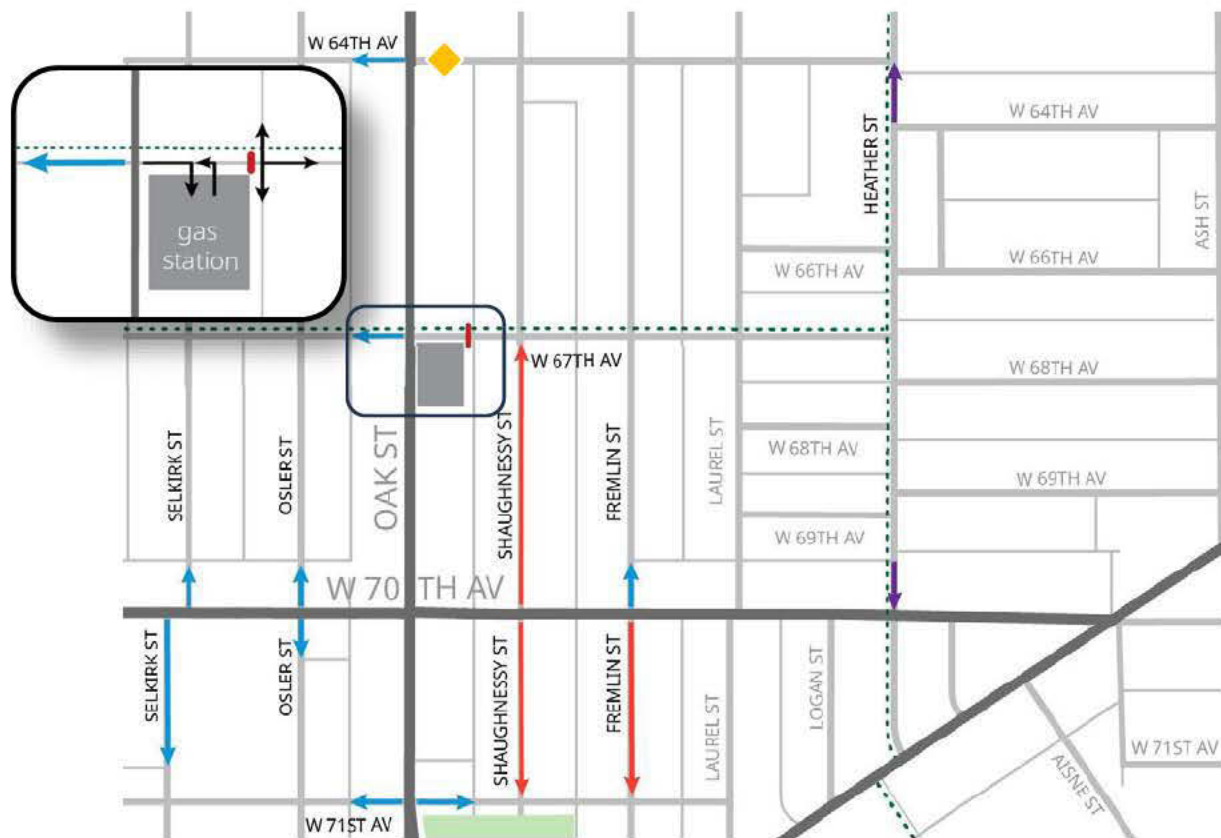 W 64TH AV
W 64TH AV
HEATHER ST
ASH ST
gas
station
W 66TH AV
W 66TH AV
W 67TH AV
W 68TH AV
SELKIRK ST
OSLER ST
OAK ST
SHAUGHNESSY ST
FREMLIN ST
LAUREL ST
W 68TH AV
W 69TH AV
W 69TH AV
W 70 TH AV
SELKIRK ST
OSLER ST
SHAUGHNESSY ST
FREMLIN ST
LAUREL ST
LOGAN ST
AISNE ST
W 71ST AV
W 71ST AV